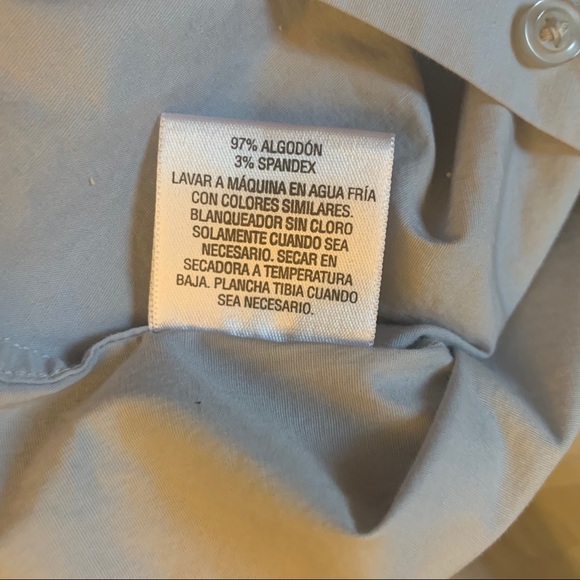 97% ALGODÓN
3% SPANDEX
LAVAR A MÁQUINA EN AGUA FRÍA
CON COLORES SIMILARES.
BLANQUEADOR SIN CLORO
SOLAMENTE CUANDO SEA
NECESARIO. SECAR EN
SECADORA A TEMPERATURA
BAJA. PLANCHA TIBIA CUANDO
SEA NECESARIO.